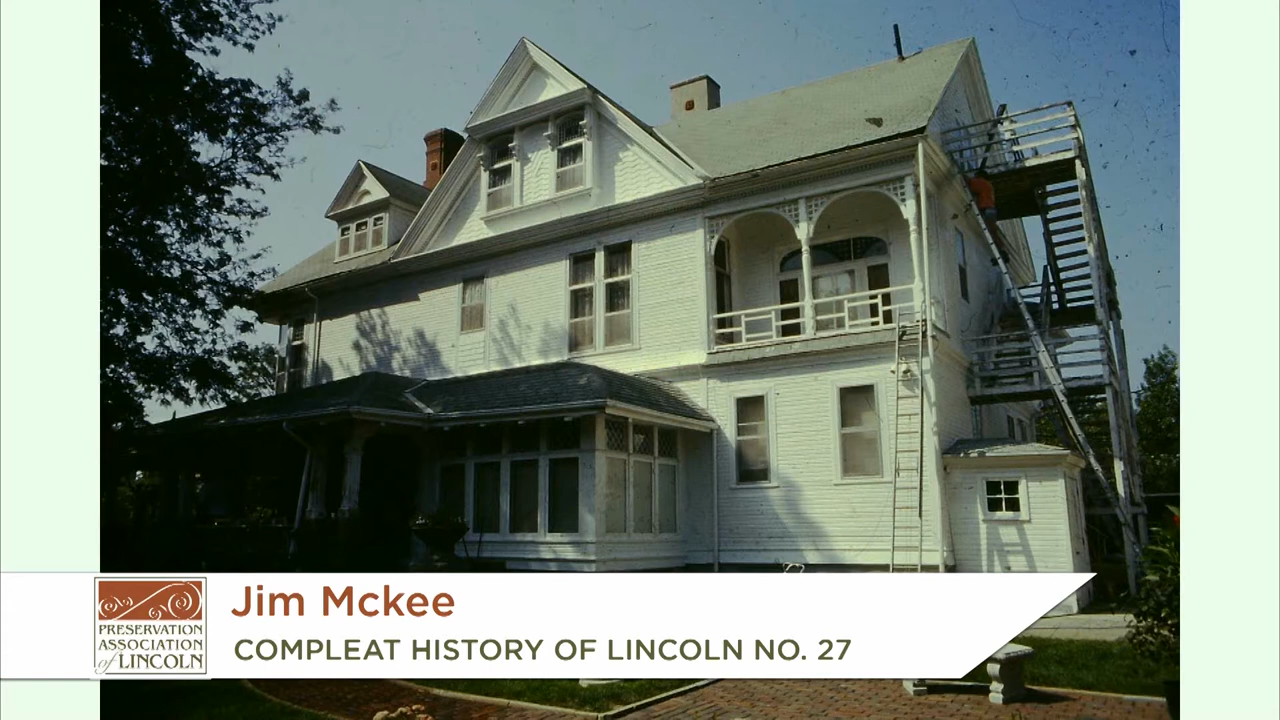 Jim Mckee
PRESERVATION
ASSOCIATION
of LINCOLN
COMPLEAT HISTORY OF LINCOLN NO. 27